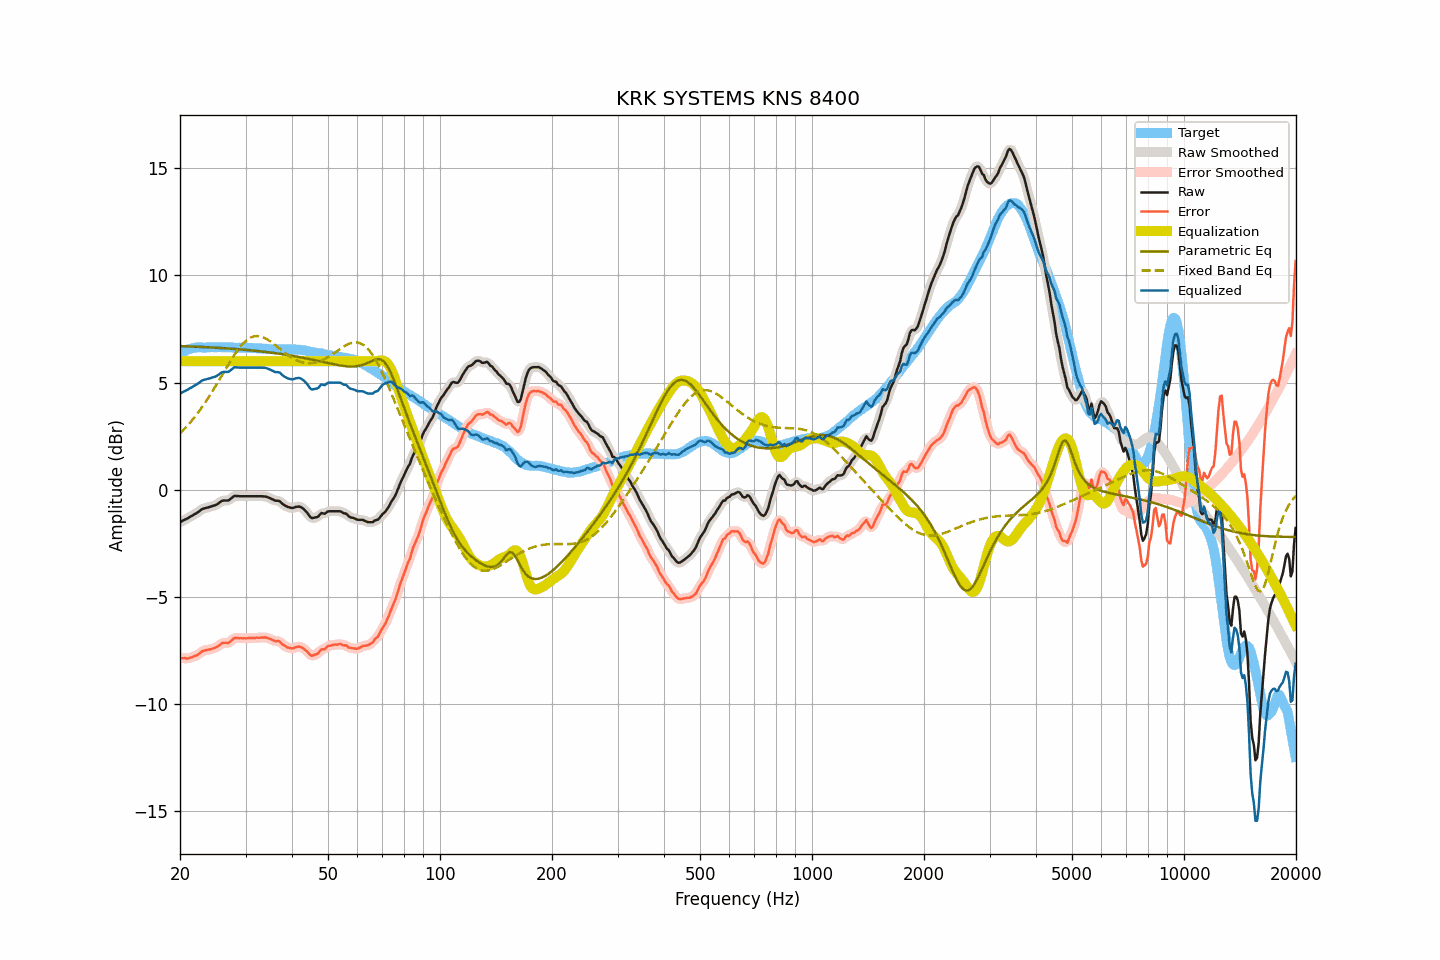 KRK SYSTEMS KNS 8400
Target
Raw Smoothed
Error Smoothed
Raw
Error
Equalization
Parametric Eq
Fixed Band Eq
Equalized
Amplitude (dBr)
15
10
5
0
−5
−10
−15
20 50 100 200 500 1000 2000 5000 10000 20000
Frequency (Hz)